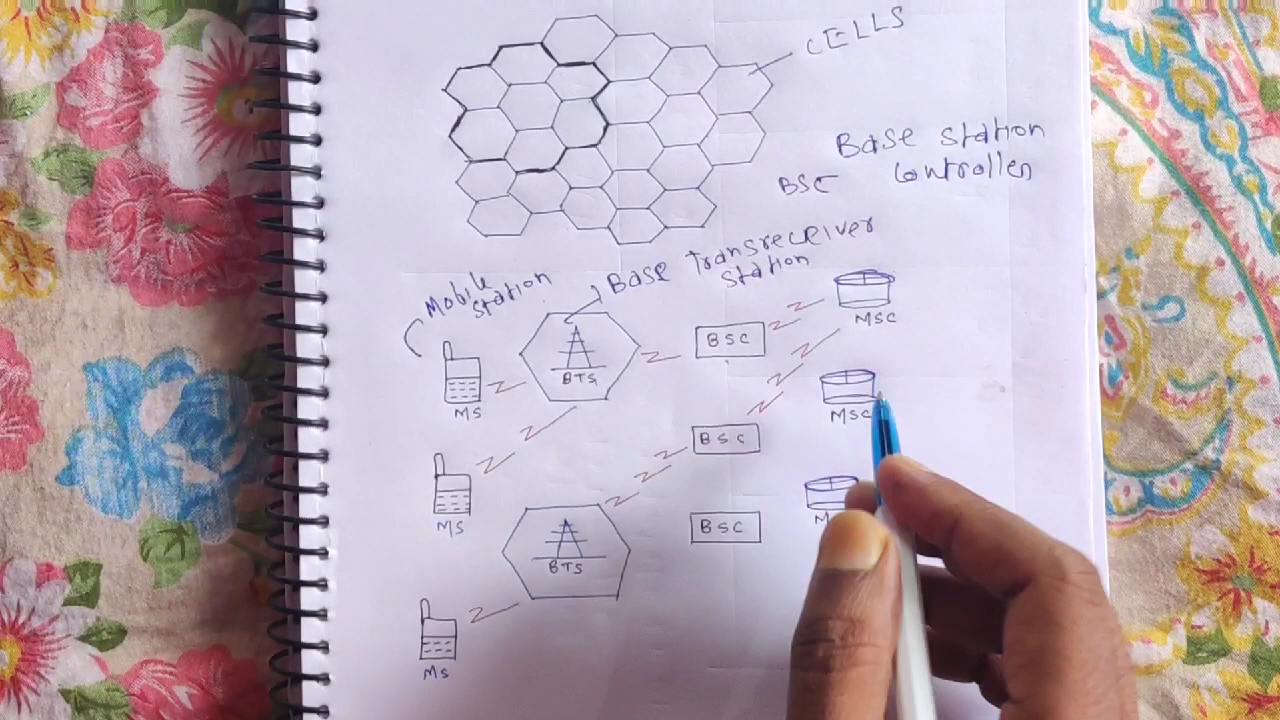 CELLS
Base station
BSC controller
Base Transreceiver
station
Mobile
station
MSC
BSC
BTS
MS
MSC
BSC
MS
BSC
BTS
MS